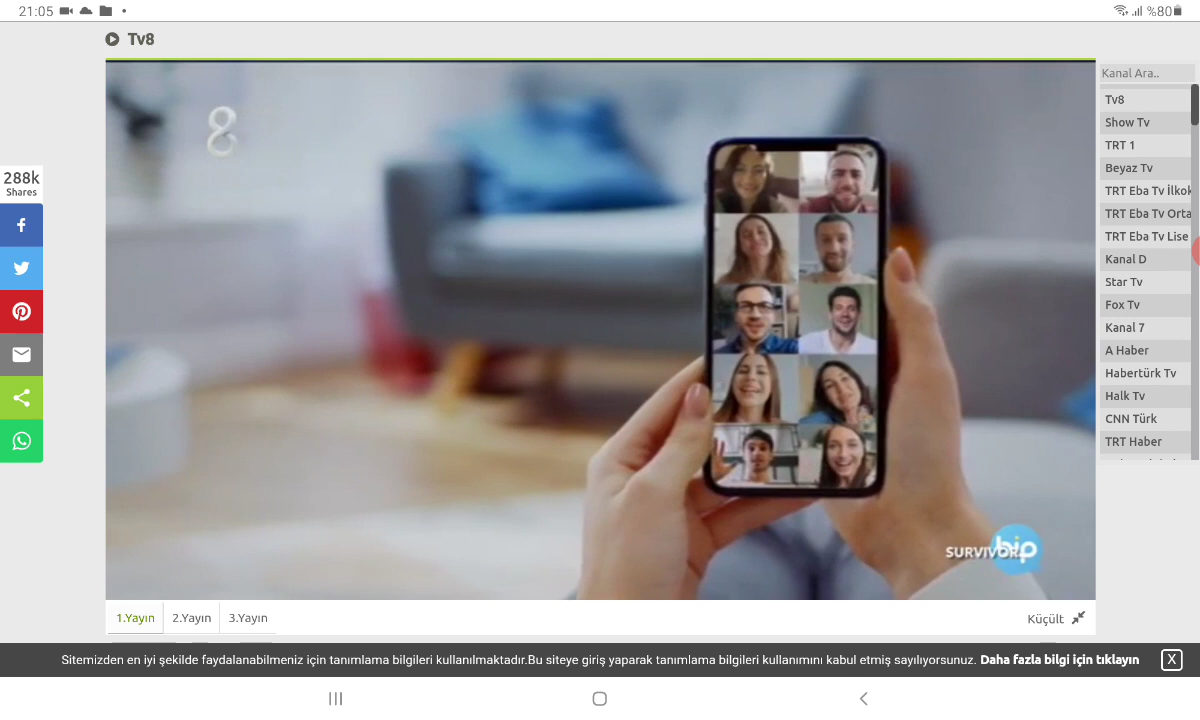 21:05
%80
Tv8
8
288k
Shares
Kanal Ara..
Tv8
Show Tv
TRT 1
Beyaz Tv
TRT Eba Tv İlkok
TRT Eba Tv Orta
TRT Eba Tv Lise
Kanal D
Star Tv
Fox Tv
Kanal 7
A Haber
Habertürk Tv
Halk Tv
CNN Türk
TRT Haber
SURVIVOR
bip
1.Yayın
2.Yayın
3.Yayın
Küçült
Sitemizden en iyi şekilde faydalanabilmeniz için tanımlama bilgileri kullanılmaktadır.Bu siteye giriş yaparak tanımlama bilgileri kullanımını kabul etmiş sayılıyorsunuz. Daha fazla bilgi için tıklayın
X